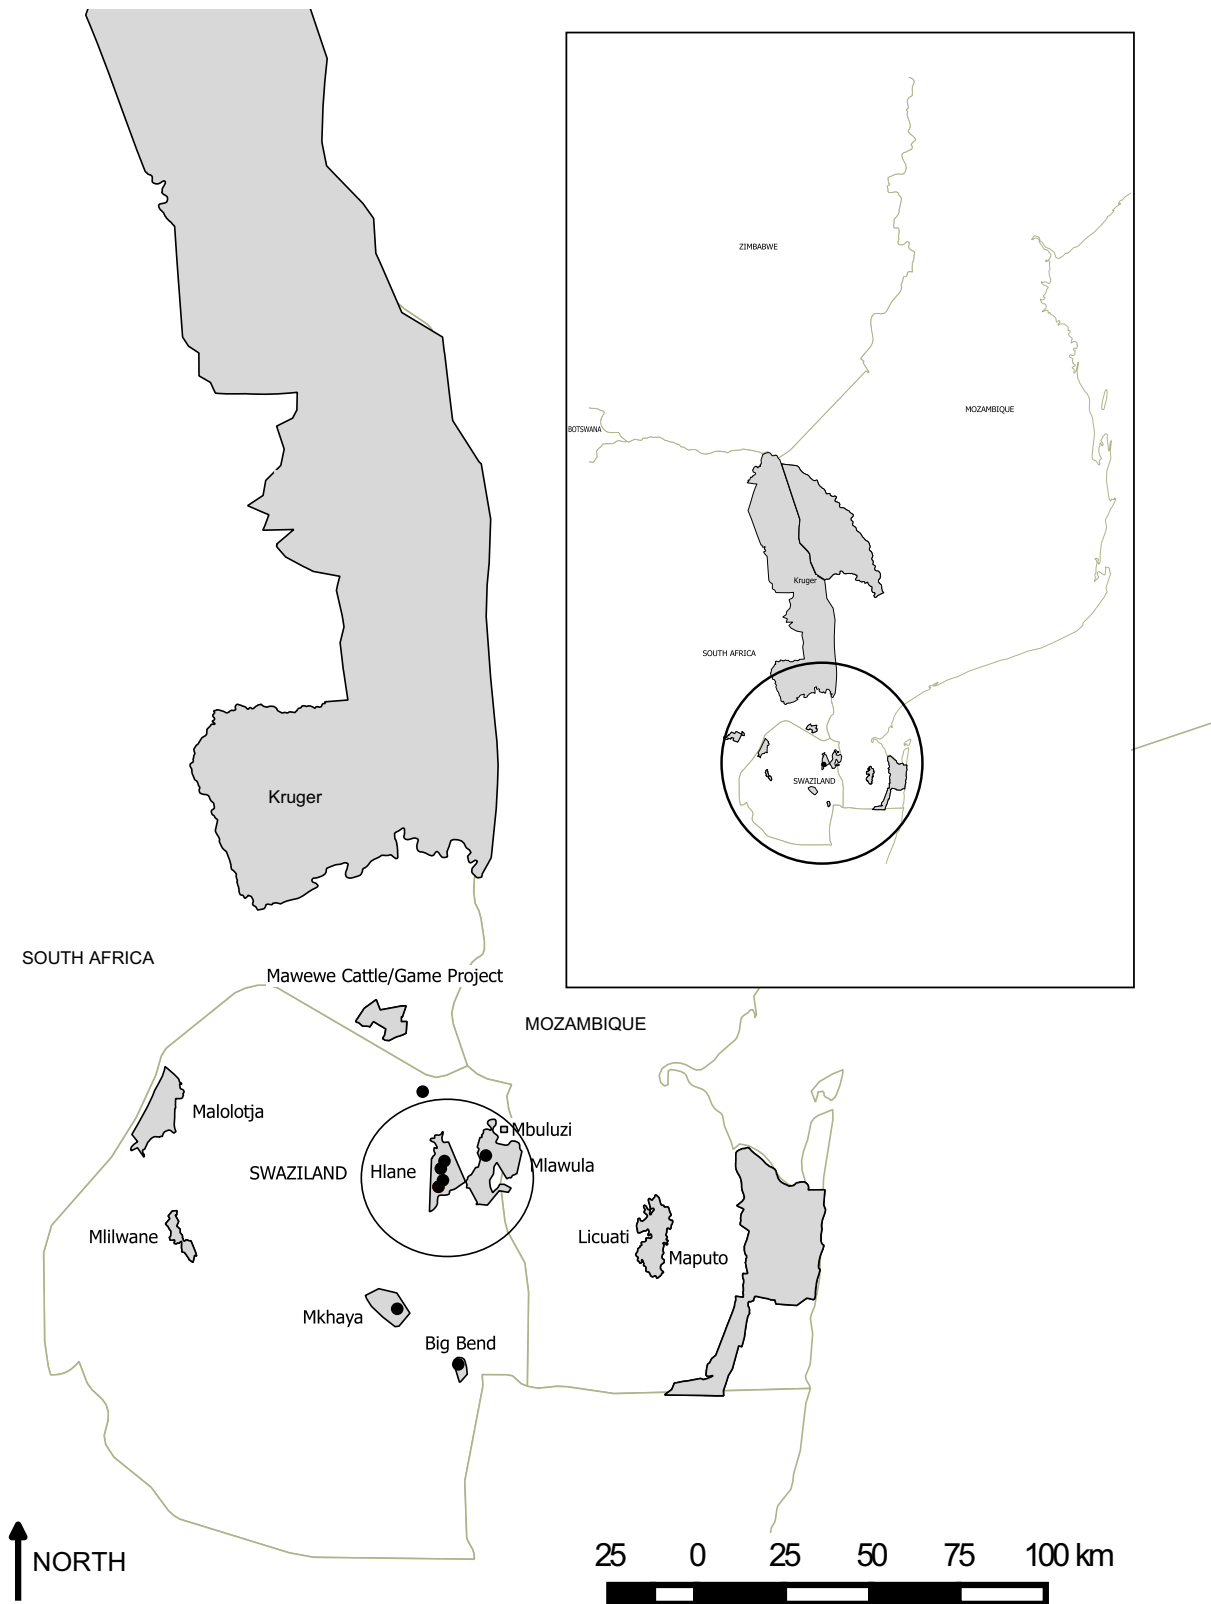 ZIMBABWE
MOZAMBIQUE
BOTSWANA
Kruger
SOUTH AFRICA
SWAZILAND
Kruger
SOUTH AFRICA
Mawewe Cattle/Game Project
MOZAMBIQUE
Malolotja
Mbuluzi
SWAZILAND
Hlane
Mlawula
Mlilwane
Licuati
Maputo
Mkhaya
Big Bend
NORTH
25 0 25 50 75 100 km